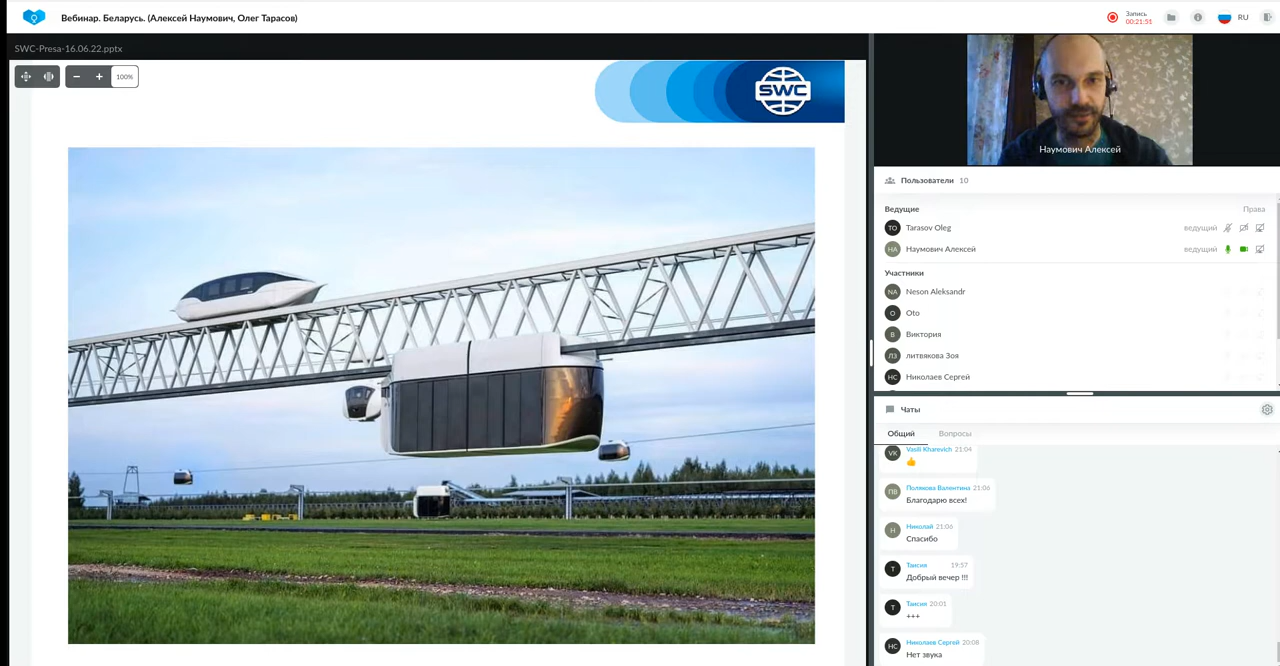 Вебинар. Беларусь. (Алексей Наумович, Олег Тарасов)
Запись
00:21:51
RU
SWC-Presa-16.06.22.pptx
100%
SWC
Наумович Алексей
Пользователи 10
Ведущие Права
TO Tarasov Oleg ведущий
НА Наумович Алексей ведущий
Участники
NA Neson Aleksandr
O Oto
В Виктория
ЛЗ литвякова Зоя
НС Николаев Сергей
Чаты
Общий Вопросы
VK Vasili Kharevich 21:04
👍
ПВ Полякова Валентина 21:06
Благодарю всех!
Н Николай 21:06
Спасибо
Т Таисия 19:57
Добрый вечер !!!
Т Таисия 20:01
+++
НС Николаев Сергей 20:08
Нет звука